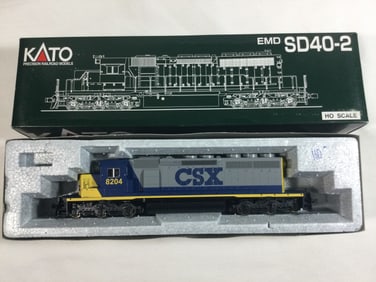 KATO
PRECISION RAILROAD MODELS
EMD SD40-2
HO SCALE
CSX
8204